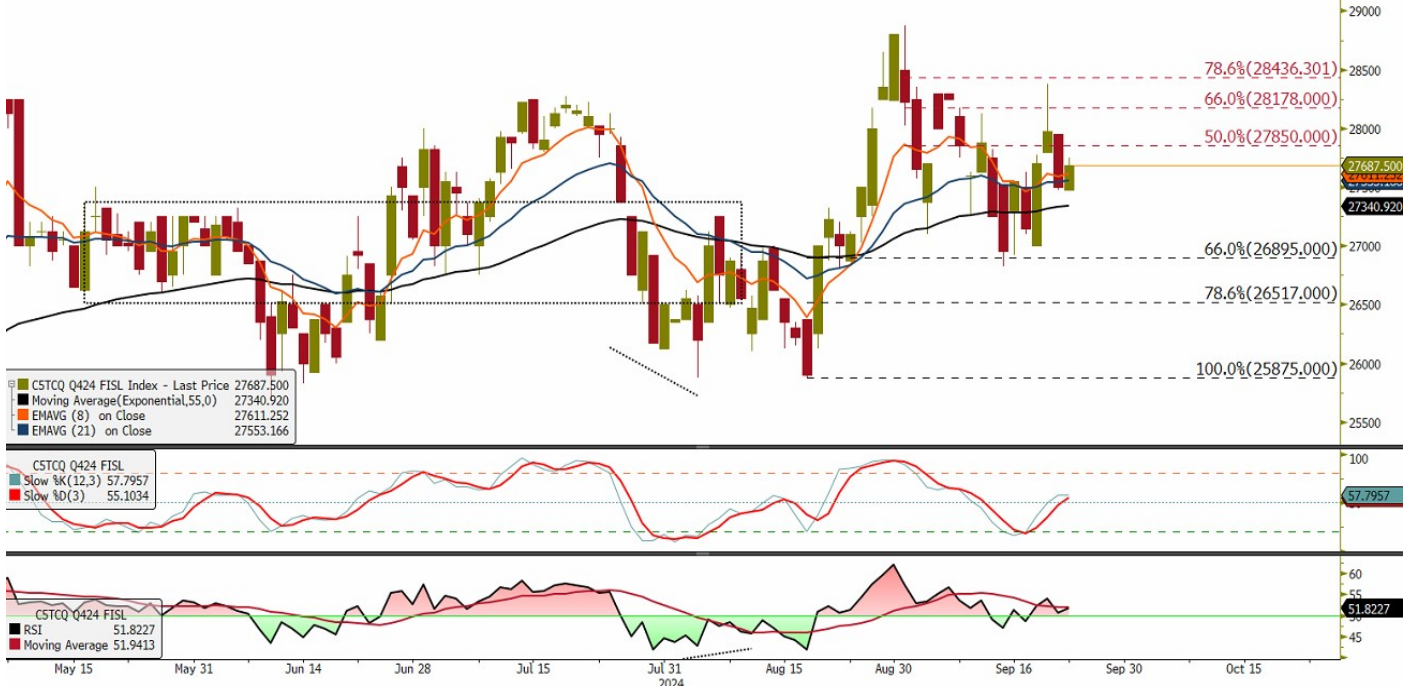 29000
78.6%(28436.301)
28500
66.0%(28178.000)
28000
50.0%(27850.000)
27687.500
27611.252
27340.920
27000
66.0%(26895.000)
26500
78.6%(26517.000)
26000
100.0%(25875.000)
25500
C5TCQ Q424 FISL Index - Last Price 27687.500
Moving Average(Exponential,55,0) 27340.920
EMAVG (8) on Close 27611.252
EMAVG (21) on Close 27553.166
100
C5TCQ Q424 FISL
Slow %K(12,3) 57.7957
Slow %D(3) 55.1034
57.7957
60
55
C5TCQ Q424 FISL
RSI 51.8227
Moving Average 51.9413
51.8227
45
May 15 May 31 Jun 14 Jun 28 Jul 15 Jul 31 Aug 15 Aug 30 Sep 16 Sep 30 Oct 15
2024